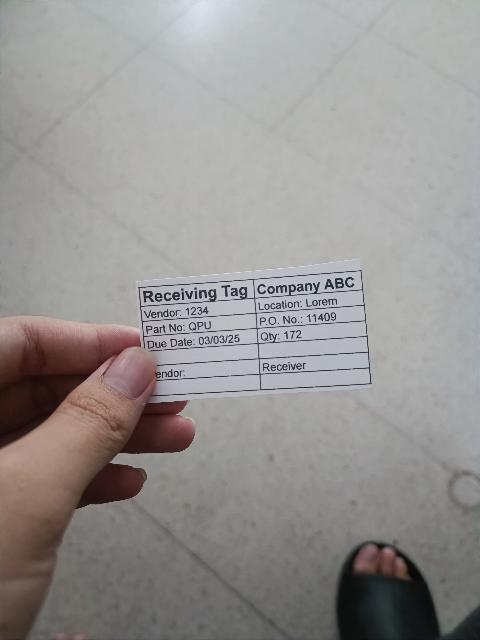 Receiving Tag Company ABC
Vendor: 1234 Location: Lorem
Part No: QPU P.O. No.: 11409
Due Date: 03/03/25 Qty: 172
endor: Receiver